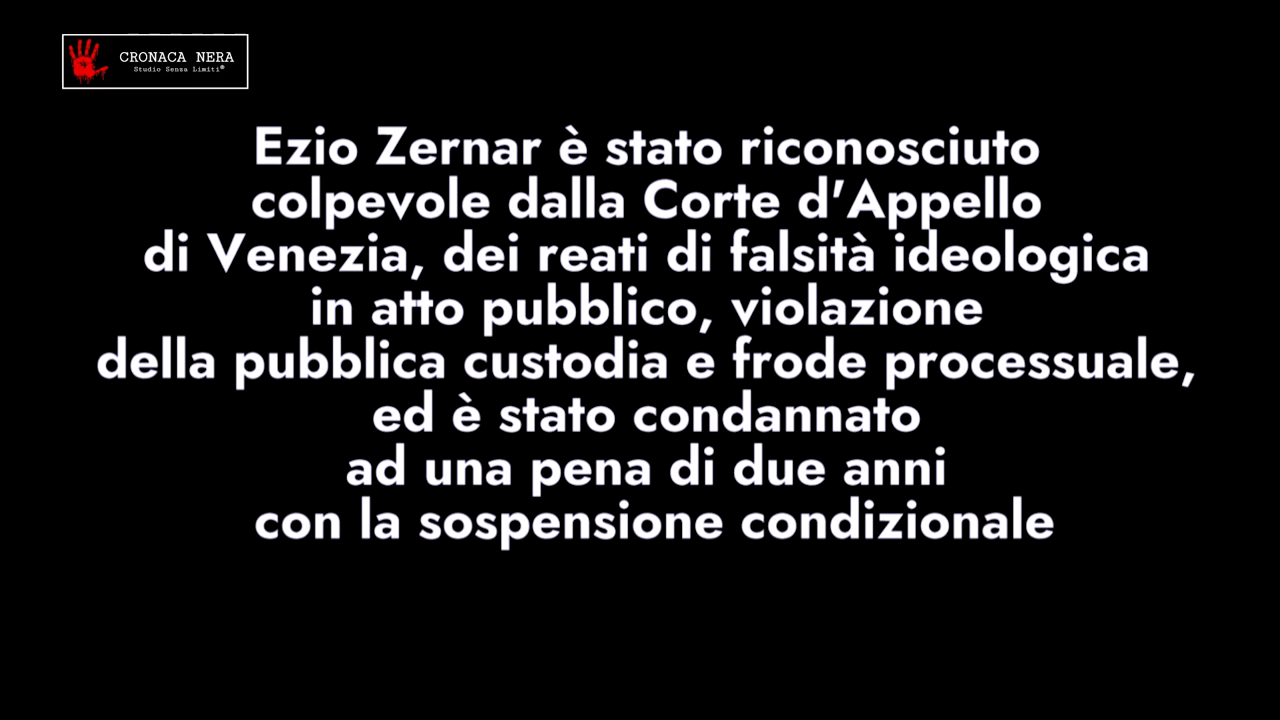 CRONACA NERA
Studio Senza Limiti®
Ezio Zernar è stato riconosciuto
colpevole dalla Corte d'Appello
di Venezia, dei reati di falsità ideologica
in atto pubblico, violazione
della pubblica custodia e frode processuale,
ed è stato condannato
ad una pena di due anni
con la sospensione condizionale